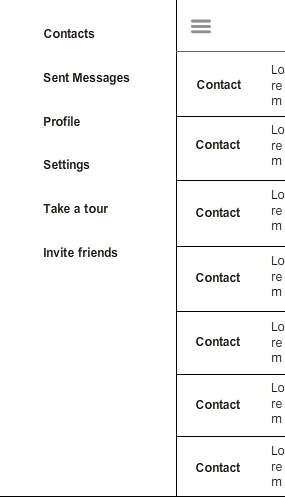 Contacts
Sent Messages
Profile
Settings
Take a tour
Invite friends
Contact
Lo
re
m
Contact
Lo
re
m
Contact
Lo
re
m
Contact
Lo
re
m
Contact
Lo
re
m
Contact
Lo
re
m
Contact
Lo
re
m